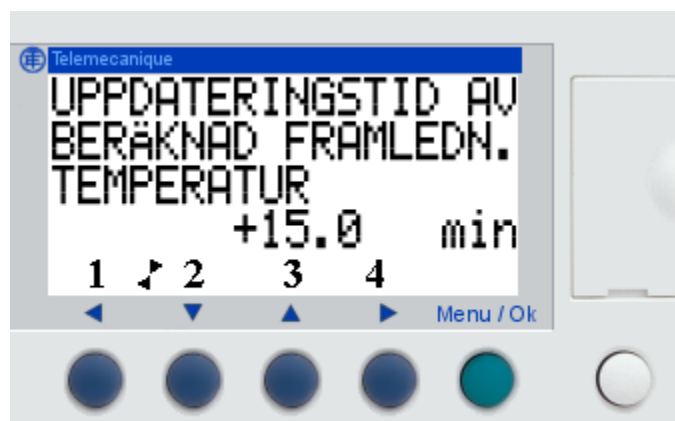 Telemecanique
UPPDATERINGSTID AV
BERÄKNAD FRAMLEDN.
TEMPERATUR
+15.0 min
1 2 3 4
Menu / Ok